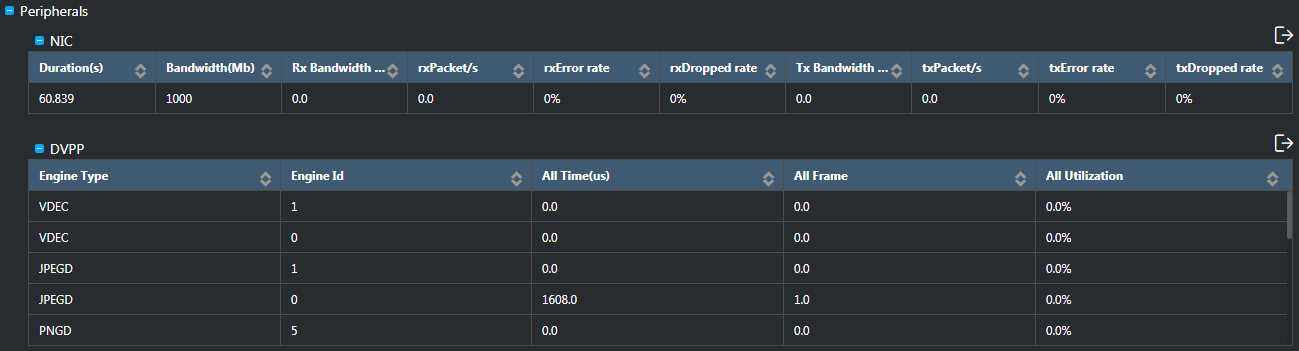 Peripherals
NIC
Duration(s) Bandwidth(Mb) Rx Bandwidth ... rxPacket/s rxError rate rxDropped rate Tx Bandwidth ... txPacket/s txError rate txDropped rate
60.839 1000 0.0 0.0 0% 0% 0.0 0.0 0% 0%
DVPP
Engine Type Engine Id All Time(us) All Frame All Utilization
VDEC 1 0.0 0.0 0.0%
VDEC 0 0.0 0.0 0.0%
JPEGD 1 0.0 0.0 0.0%
JPEGD 0 1608.0 1.0 0.0%
PNGD 5 0.0 0.0 0.0%